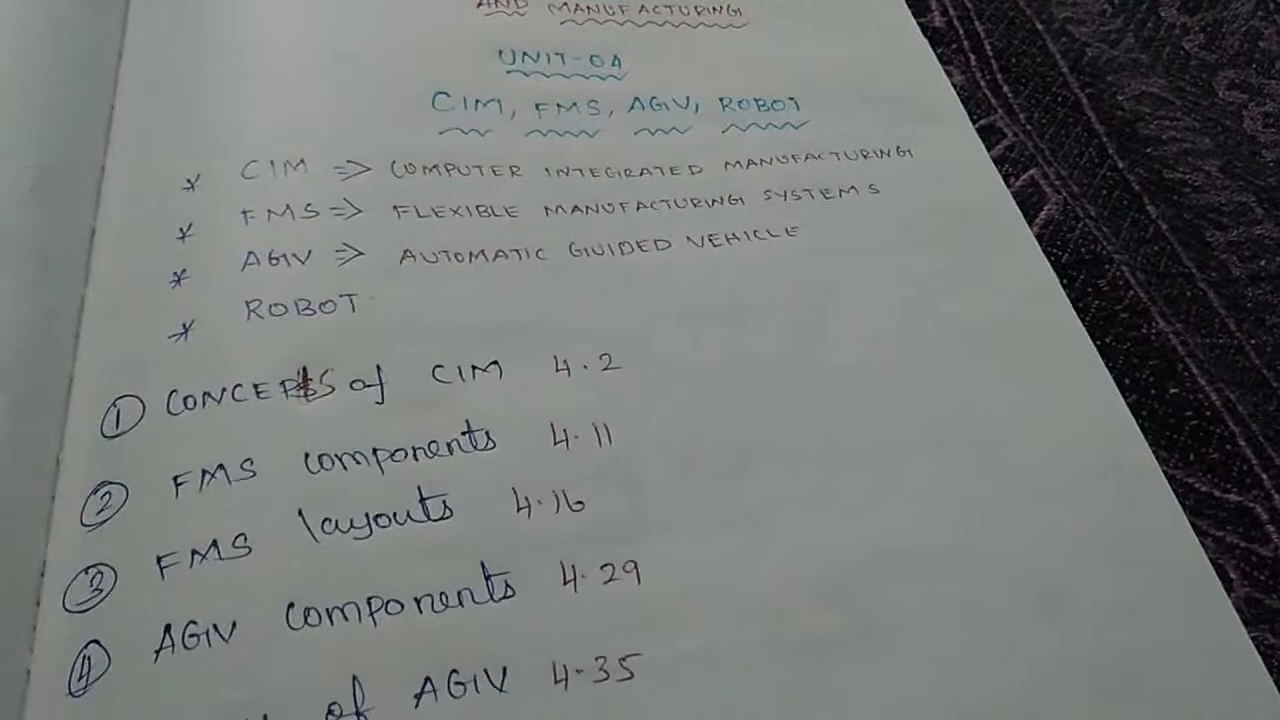 AND MANUFACTURING
UNIT-04
CIM, FMS, AGV, ROBOT
* CIM => COMPUTER INTEGRATED MANUFACTURING
* FMS => FLEXIBLE MANUFACTURING SYSTEMS
* AGV => AUTOMATIC GUIDED VEHICLE
* ROBOT
① CONCEPTS of CIM 4.2
② FMS components 4.11
③ FMS layouts 4.16
④ AGV components 4.29
of AGV 4.35